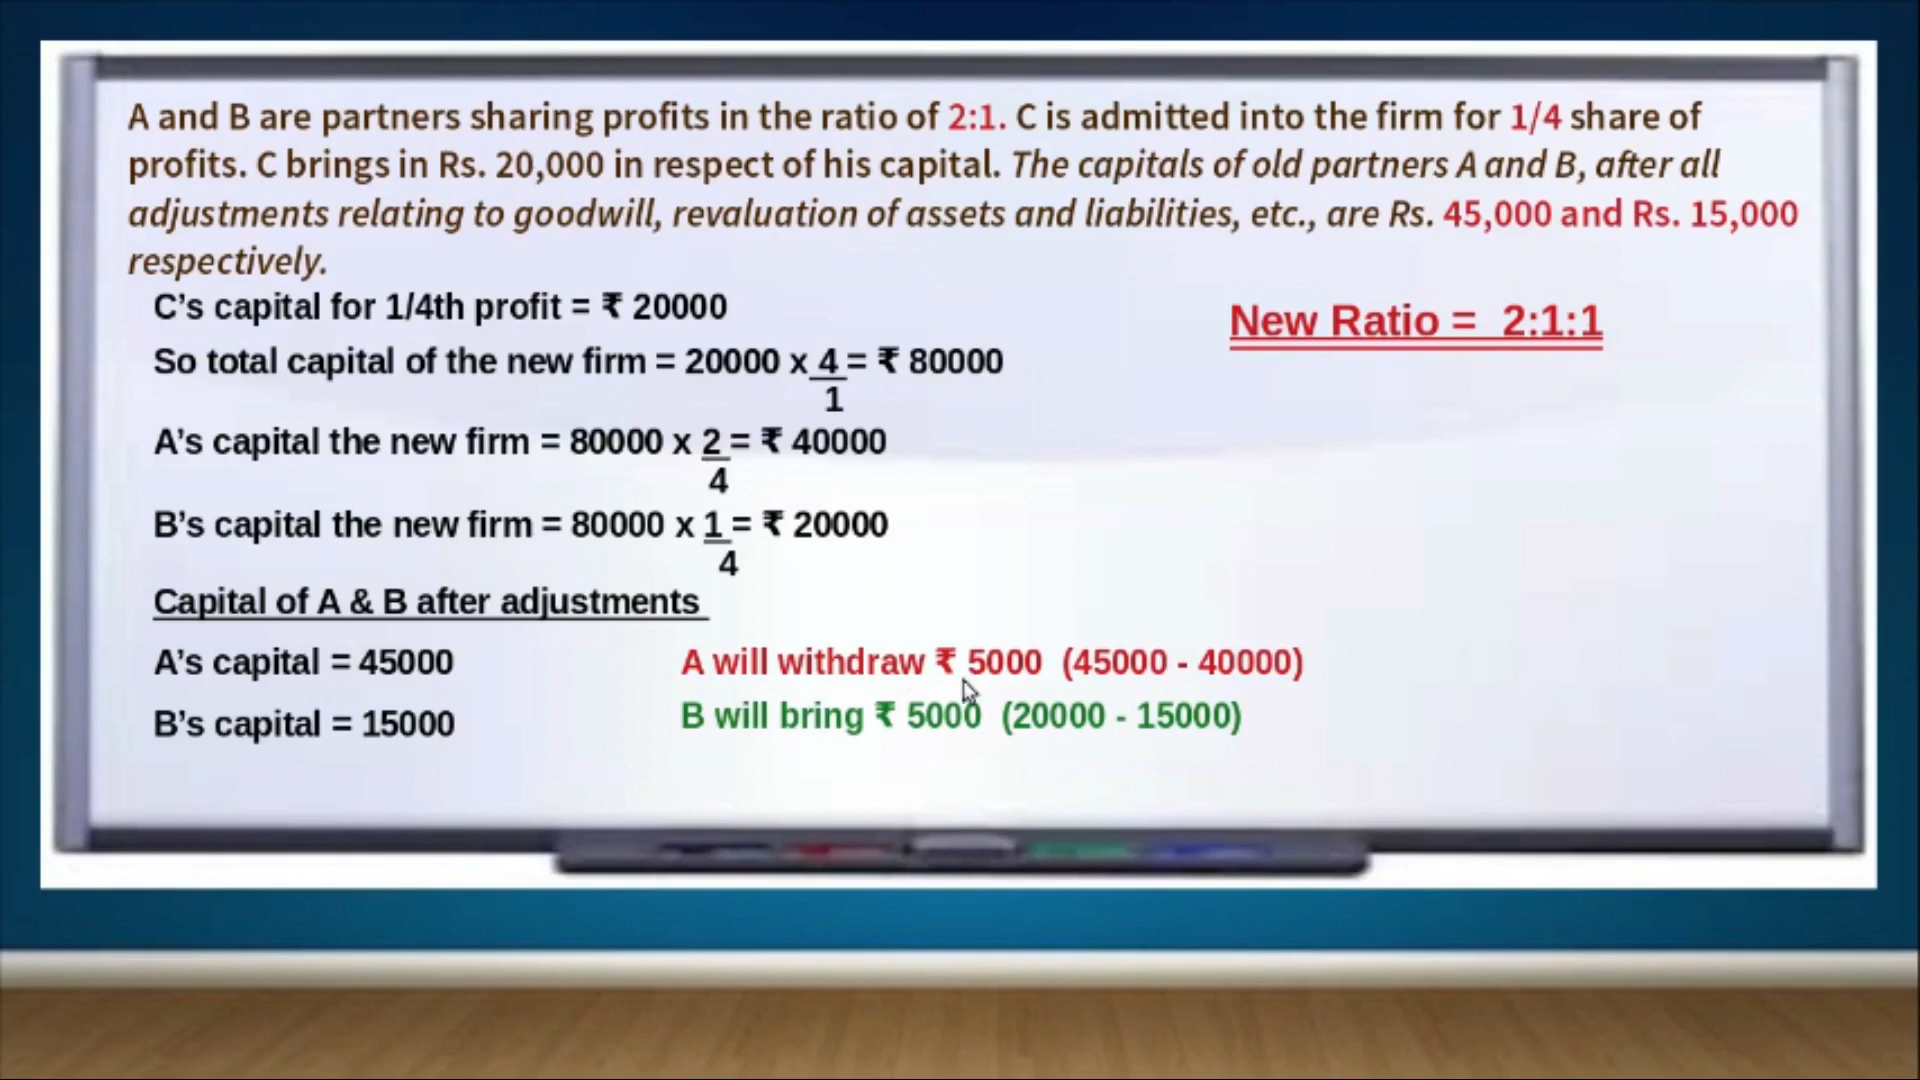 A and B are partners sharing profits in the ratio of 2:1. C is admitted into the firm for 1/4 share of
profits. C brings in Rs. 20,000 in respect of his capital. The capitals of old partners A and B, after all
adjustments relating to goodwill, revaluation of assets and liabilities, etc., are Rs. 45,000 and Rs. 15,000
respectively.
C's capital for 1/4th profit = ₹ 20000
New Ratio = 2:1:1
So total capital of the new firm = 20000 x 4 = ₹ 80000
1
A's capital the new firm = 80000 x 2 = ₹ 40000
4
B's capital the new firm = 80000 x 1 = ₹ 20000
4
Capital of A & B after adjustments
A's capital = 45000
A will withdraw ₹ 5000 (45000 - 40000)
B's capital = 15000
B will bring ₹ 5000 (20000 - 15000)